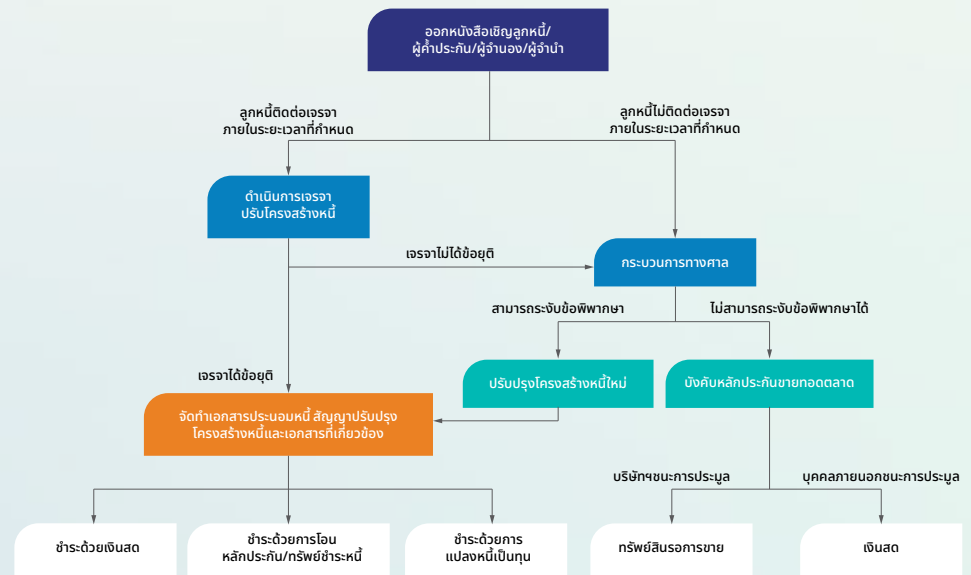 ออกหนังสือเชิญลูกหนี้/
ผู้ค้ำประกัน/ผู้จำนอง/ผู้จำนำ
ลูกหนี้ติดต่อเจรจา
ภายในระยะเวลาที่กำหนด
ลูกหนี้ไม่ติดต่อเจรจา
ภายในระยะเวลาที่กำหนด
ดำเนินการเจรจา
ปรับโครงสร้างหนี้
เจรจาไม่ได้ข้อยุติ
กระบวนการทางศาล
สามารถระงับข้อพิพากษา
ไม่สามารถระงับข้อพิพากษาได้
เจรจาได้ข้อยุติ
ปรับปรุงโครงสร้างหนี้ใหม่
บังคับหลักประกันขายทอดตลาด
จัดทำเอกสารประนอมหนี้ สัญญาปรับปรุง
โครงสร้างหนี้และเอกสารที่เกี่ยวข้อง
บริษัทฯชนะการประมูล
บุคคลภายนอกชนะการประมูล
ชำระด้วยเงินสด
ชำระด้วยการโอน
หลักประกัน/ทรัพย์ชำระหนี้
ชำระด้วยการ
แปลงหนี้เป็นทุน
ทรัพย์สินรอการขาย
เงินสด